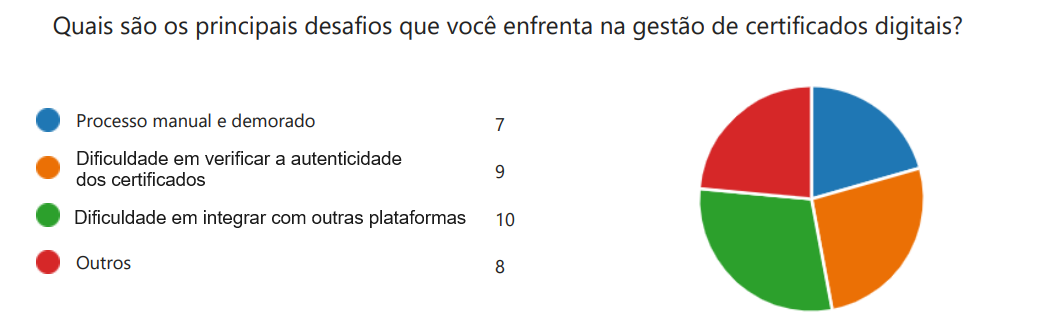 Quais são os principais desafios que você enfrenta na gestão de certificados digitais?
Processo manual e demorado 7
Dificuldade em verificar a autenticidade
dos certificados 9
Dificuldade em integrar com outras plataformas 10
Outros 8